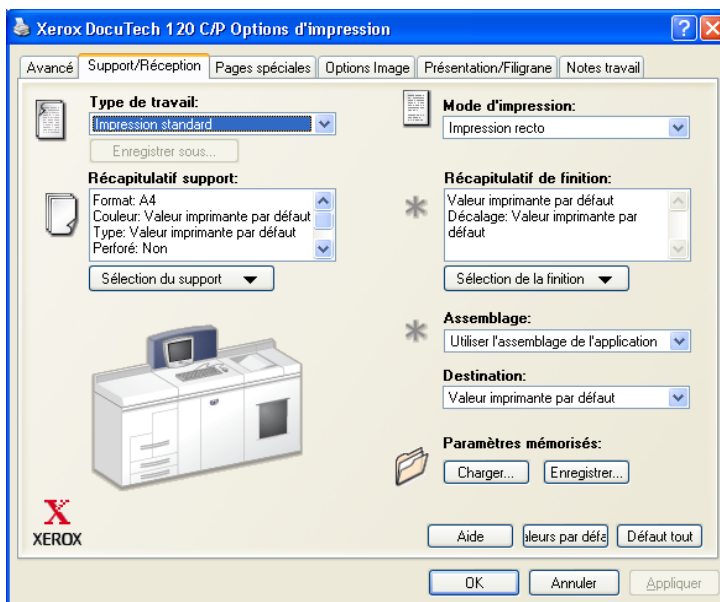 Xerox DocuTech 120 C/P Options d'impression
Avancé Support/Réception Pages spéciales Options Image Présentation/Filigrane Notes travail
Type de travail:
Impression standard
Enregistrer sous...
Récapitulatif support:
Format: A4
Couleur: Valeur imprimante par défaut
Type: Valeur imprimante par défaut
Perforé: Non
Sélection du support
Mode d'impression:
Impression recto
Récapitulatif de finition:
Valeur imprimante par défaut
Décalage: Valeur imprimante par
défaut
Sélection de la finition
Assemblage:
Utiliser l'assemblage de l'application
Destination:
Valeur imprimante par défaut
Paramètres mémorisés:
Charger... Enregistrer...
X
XEROX
Aide aleurs par défa Défaut tout
OK Annuler Appliquer